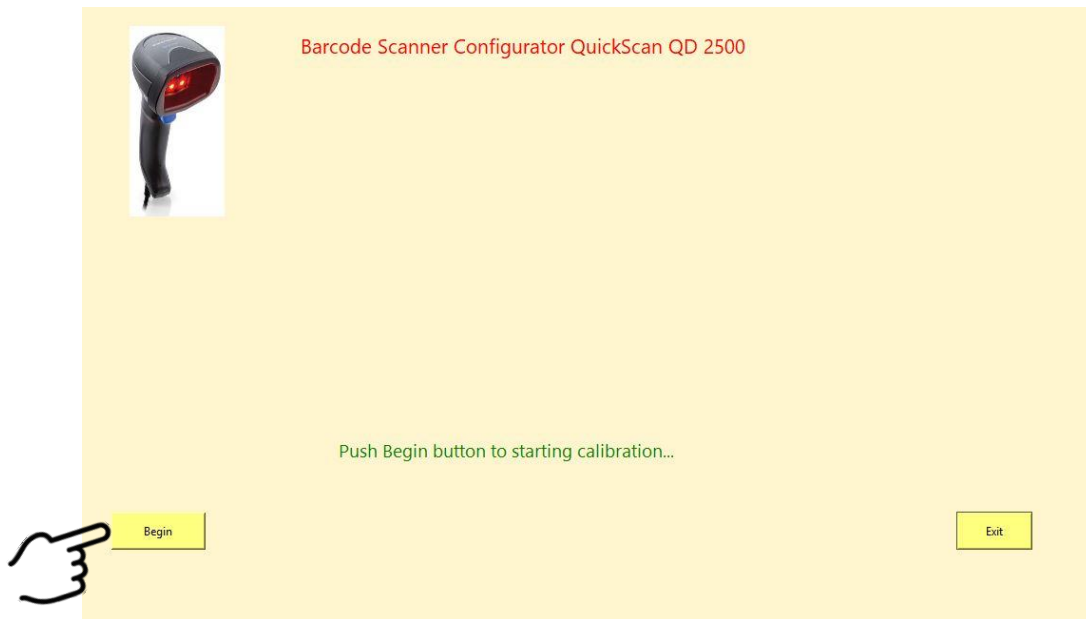 Barcode Scanner Configurator QuickScan QD 2500
Push Begin button to starting calibration...
Begin
Exit